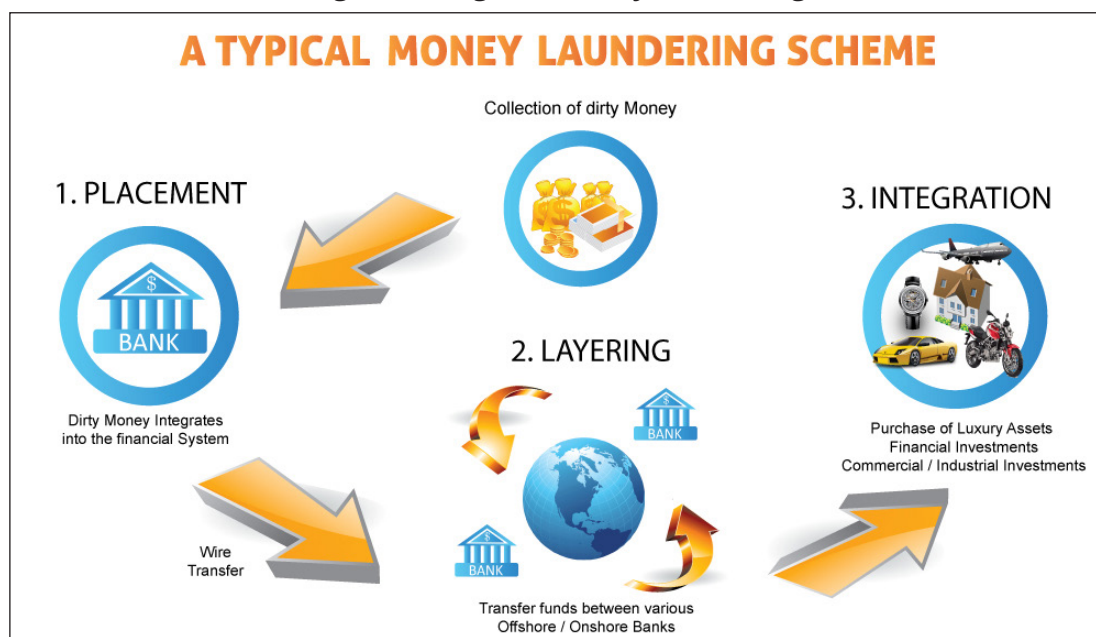 A TYPICAL MONEY LAUNDERING SCHEME
Collection of dirty Money
1. PLACEMENT
$
BANK
Dirty Money Integrates
into the financial System
Wire
Transfer
2. LAYERING
$
BANK
$
BANK
Transfer funds between various
Offshore / Onshore Banks
3. INTEGRATION
Purchase of Luxury Assets
Financial Investments
Commercial / Industrial Investments